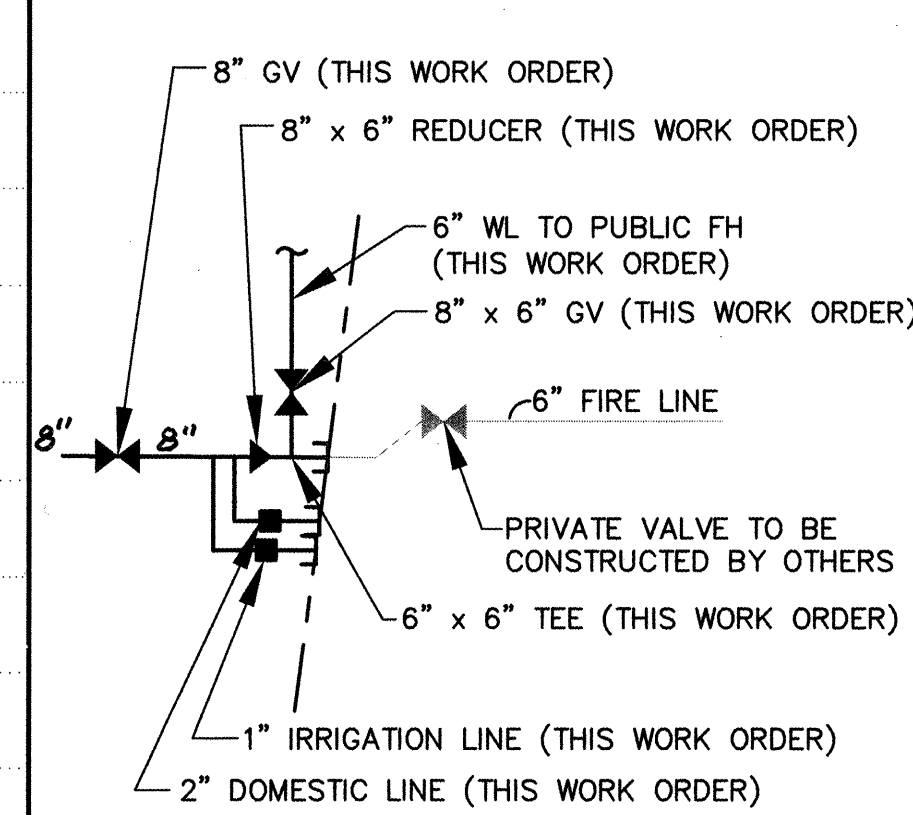 8” GV (THIS WORK ORDER)
8” x 6” REDUCER (THIS WORK ORDER)
6” WL TO PUBLIC FH
(THIS WORK ORDER)
8” x 6” GV (THIS WORK ORDER)
6” FIRE LINE
8"
8"
PRIVATE VALVE TO BE
CONSTRUCTED BY OTHERS
6” x 6” TEE (THIS WORK ORDER)
1” IRRIGATION LINE (THIS WORK ORDER)
2” DOMESTIC LINE (THIS WORK ORDER)